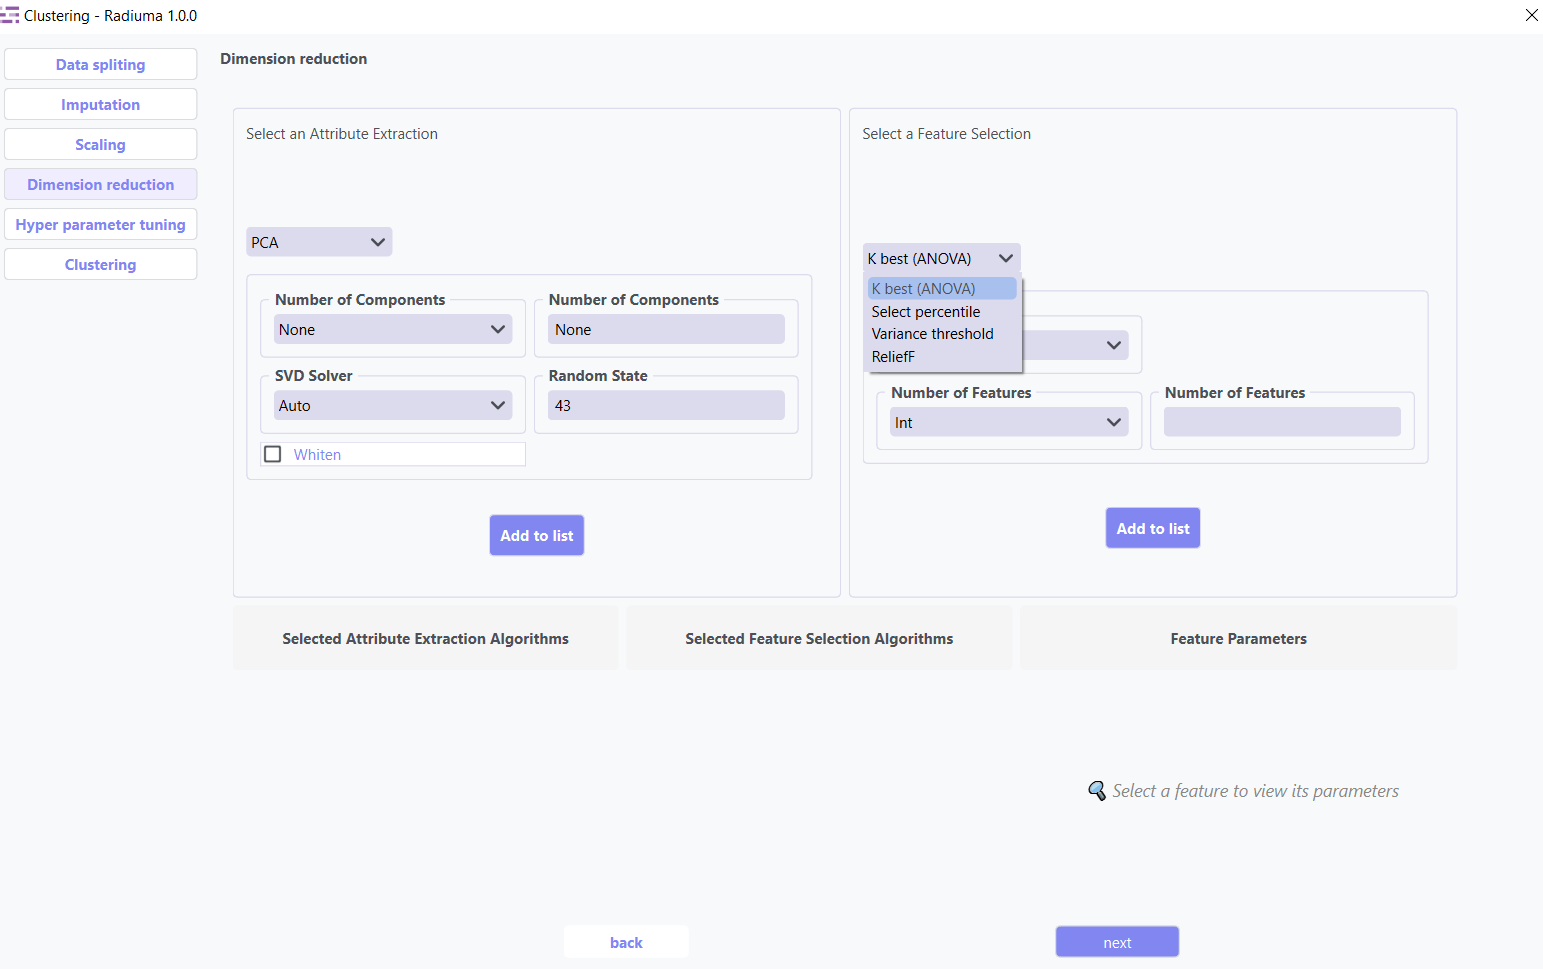 Clustering - Radiuma 1.0.0
Data spliting
Imputation
Scaling
Dimension reduction
Hyper parameter tuning
Clustering
Dimension reduction
Select an Attribute Extraction
PCA
Number of Components
None
Number of Components
None
SVD Solver
Auto
Random State
43
Whiten
Add to list
Select a Feature Selection
K best (ANOVA)
K best (ANOVA)
Select percentile
Variance threshold
ReliefF
Number of Features
Int
Number of Features
Add to list
Selected Attribute Extraction Algorithms
Selected Feature Selection Algorithms
Feature Parameters
Select a feature to view its parameters
back
next